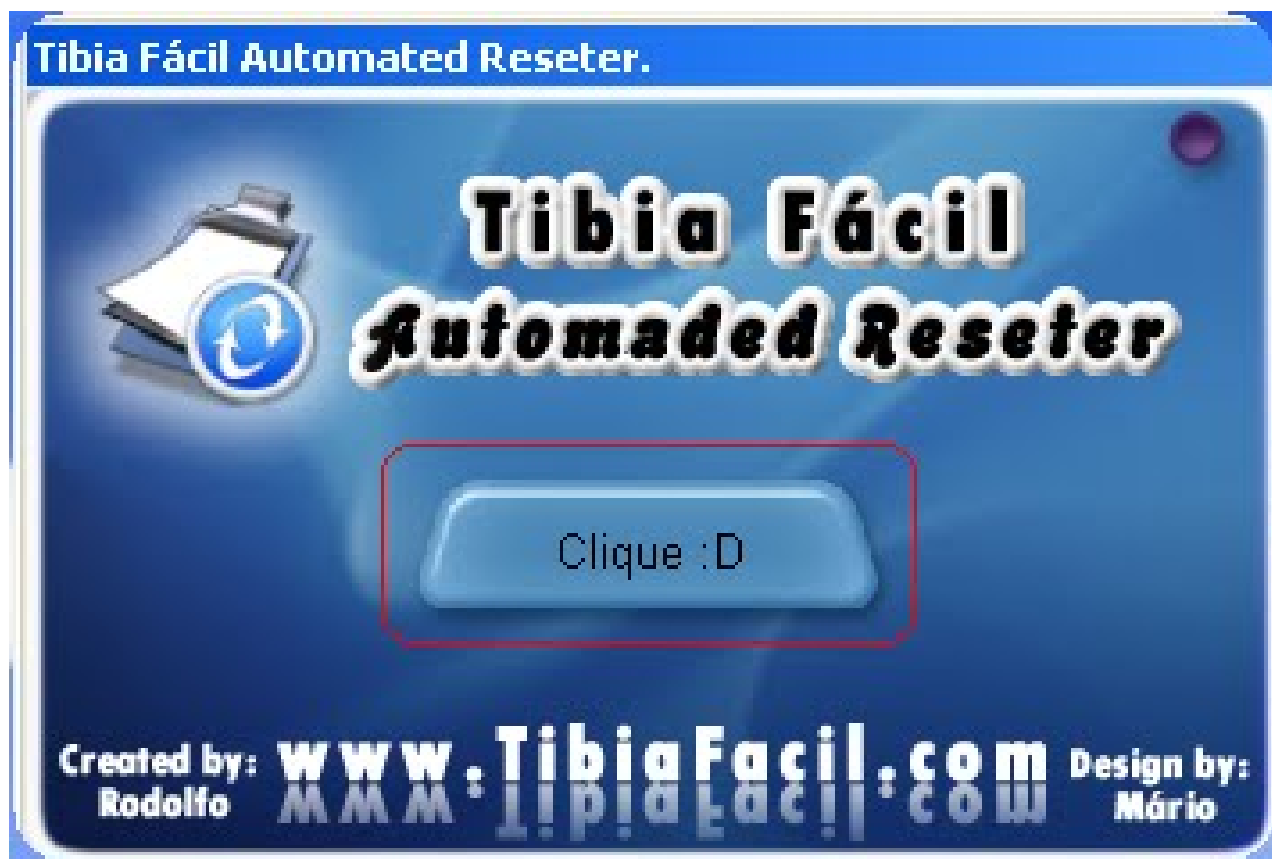 Tibia Fácil Automated Reseter.
Tibia Fácil
Automaded Reseter
Clique :D
Created by:
Rodolfo
www.TibiaFacil.com
Design by:
Mário